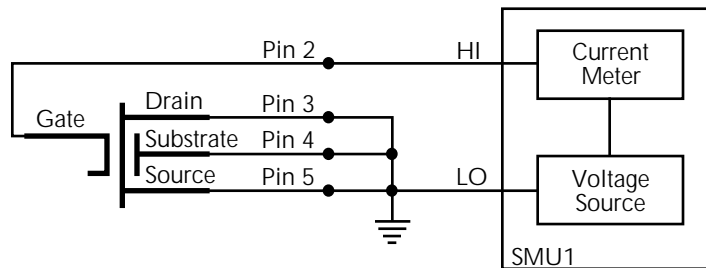 Pin 2
HI
Current
Meter
Gate
Drain
Pin 3
Substrate
Pin 4
Source
Pin 5
LO
Voltage
Source
SMU1